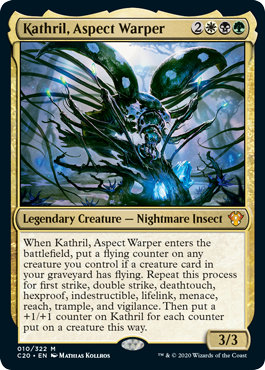 Kathril, Aspect Warper 2
Legendary Creature — Nightmare Insect
When Kathril, Aspect Warper enters the
battlefield, put a flying counter on any
creature you control if a creature card in
your graveyard has flying. Repeat this process
for first strike, double strike, deathtouch,
hexproof, indestructible, lifelink, menace,
reach, trample, and vigilance. Then put a
+1/+1 counter on Kathril for each counter
put on a creature this way.
3/3
010/322 M
C20 • EN Mathias Kollros
™ & © 2020 Wizards of the Coast